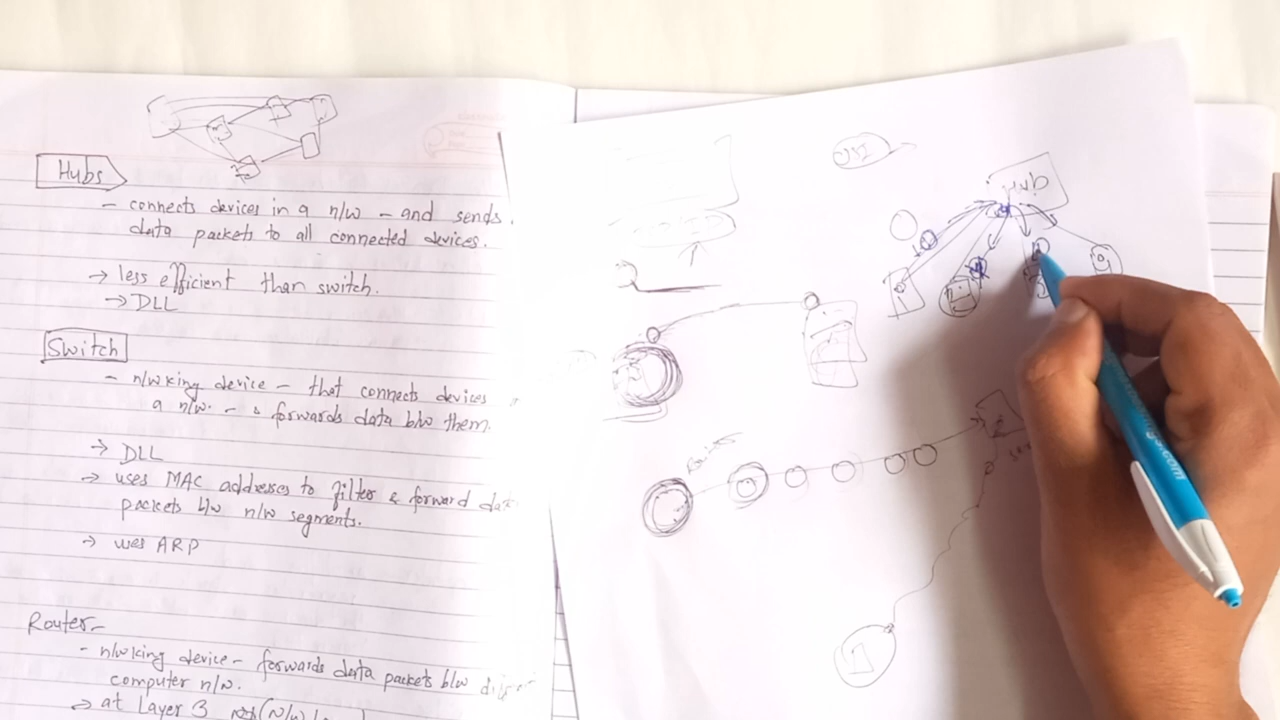 Hubs
- connects devices in a n/w - and sends
data packets to all connected devices.
→ less efficient than switch.
→ DLL
Switch
- n/wking device - that connects devices
a n/w. - & forwards data b/w them.
→ DLL
→ uses MAC addresses to filter & forward
packets b/w n/w segments.
→ uses ARP
Router-
- n/wking device - forwards data packets b/w
computer n/w.
→ at Layer 3
OSI
Hub